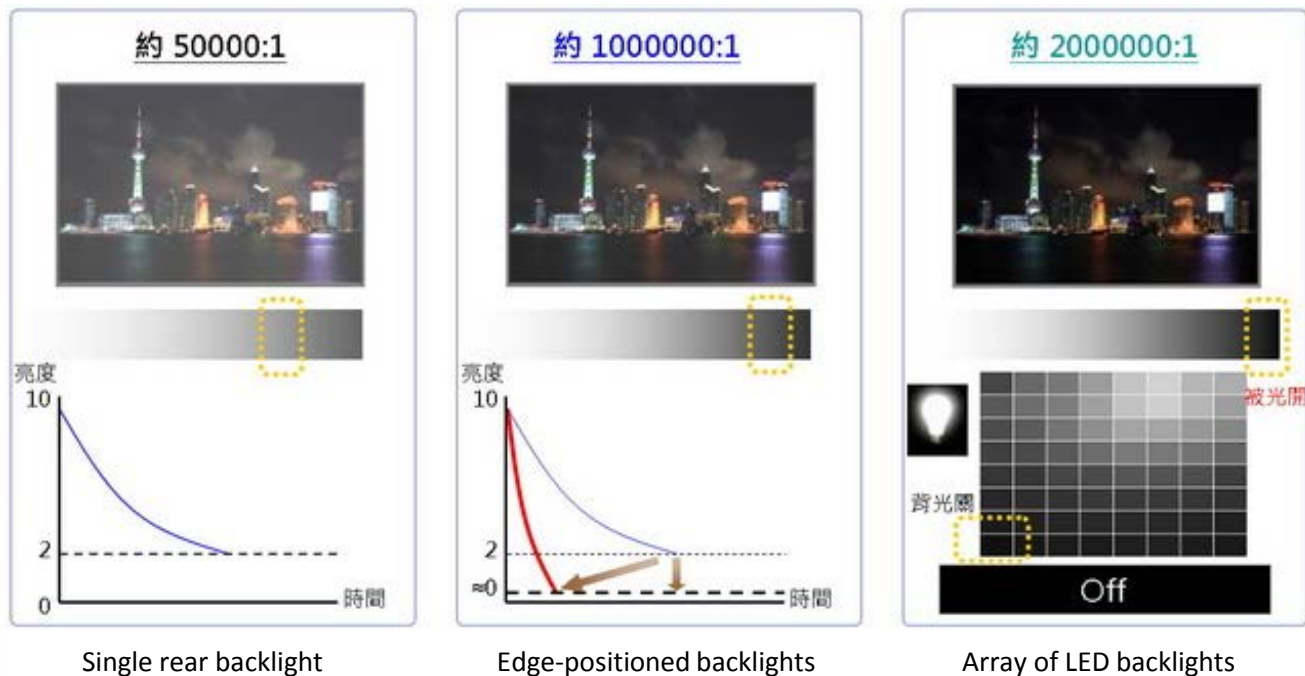 約 50000:1
亮度
10
2
0
時間
Single rear backlight
約 1000000:1
亮度
10
2
≈0
時間
Edge-positioned backlights
約 2000000:1
被光開
背光關
Off
Array of LED backlights